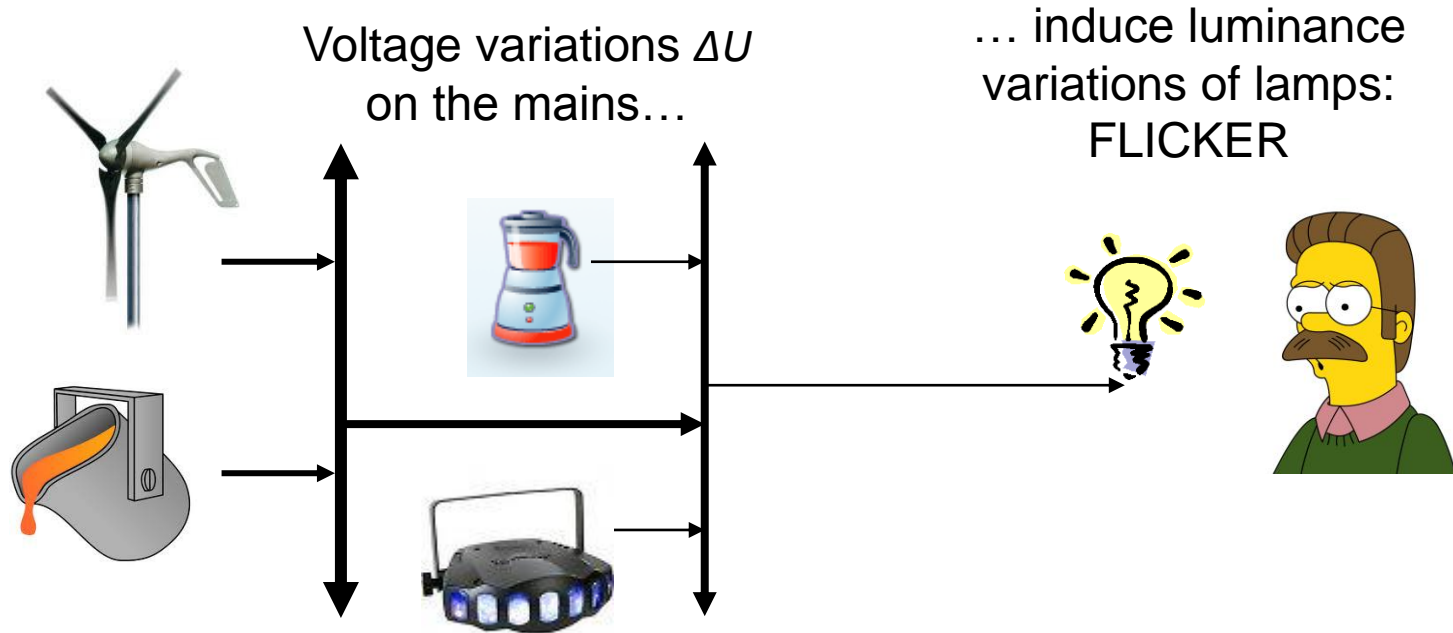 Voltage variations ΔU
on the mains…
… induce luminance
variations of lamps:
FLICKER